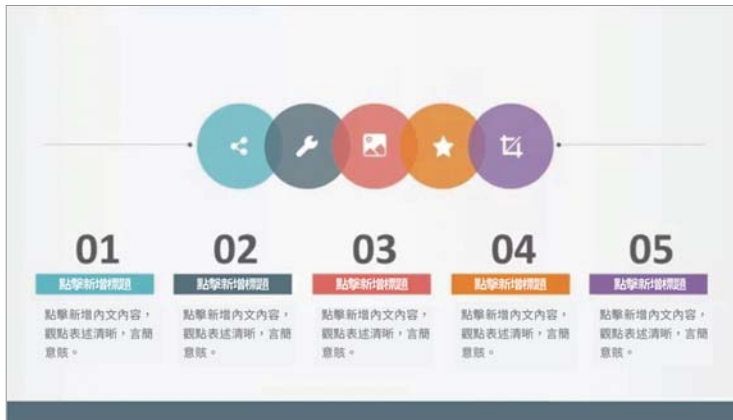 01
點擊新增標題
點擊新增內文內容，
觀點表述清晰，言簡
意賅。
02
點擊新增標題
點擊新增內文內容，
觀點表述清晰，言簡
意賅。
03
點擊新增標題
點擊新增內文內容，
觀點表述清晰，言簡
意賅。
04
點擊新增標題
點擊新增內文內容，
觀點表述清晰，言簡
意賅。
05
點擊新增標題
點擊新增內文內容，
觀點表述清晰，言簡
意賅。